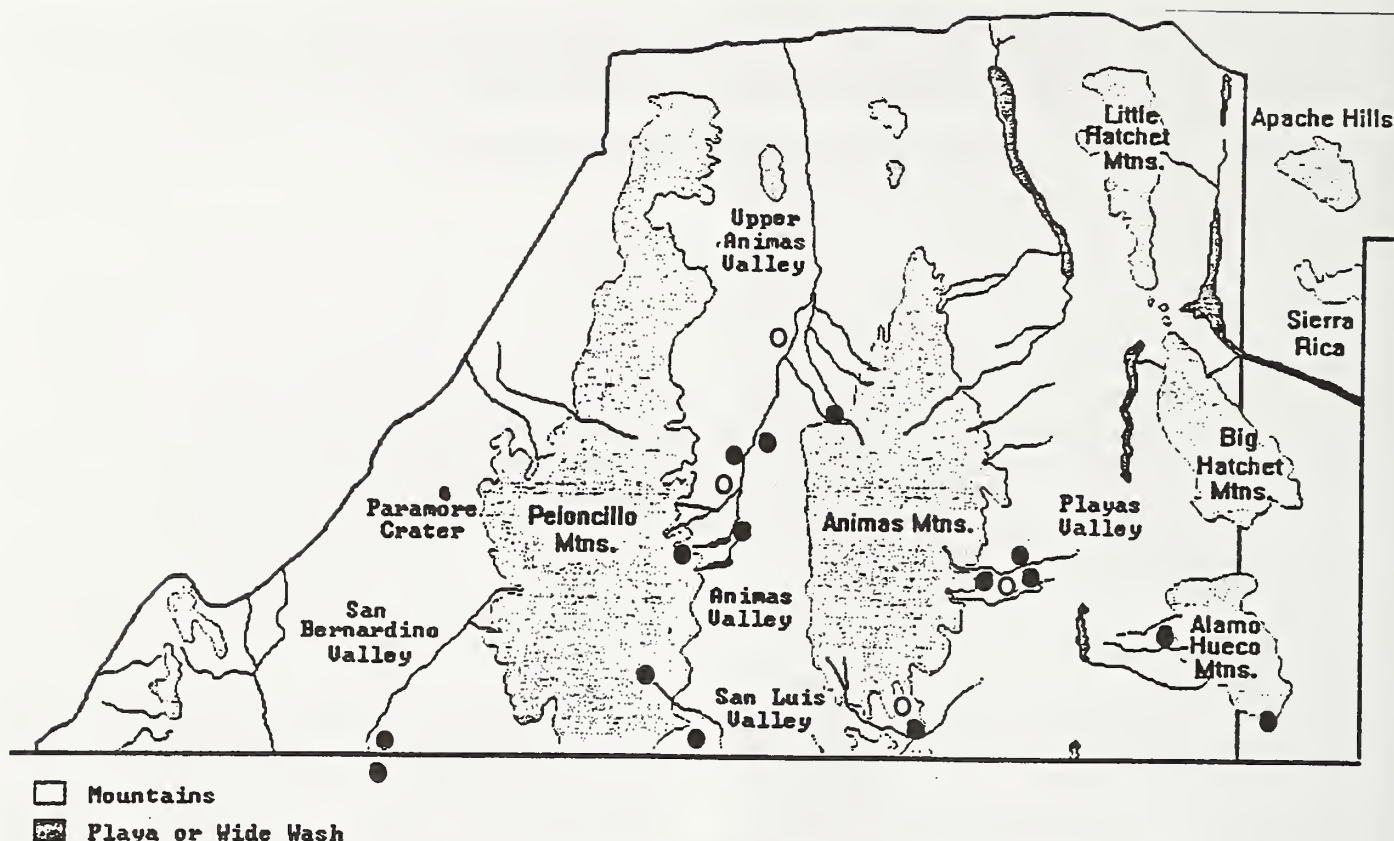 Little
Hatchet
Mtns.
Apache Hills
Upper
Animas
Valley
Sierra
Rica
Big
Hatchet
Mtns.
Paramore
Crater
Peloncillo
Mtns.
Animas Mtns.
Playas
Valley
San
Bernardino
Valley
Animas
Valley
Alamo
Hueco
Mtns.
San Luis
Valley
Mountains
Playa or Wide Wash